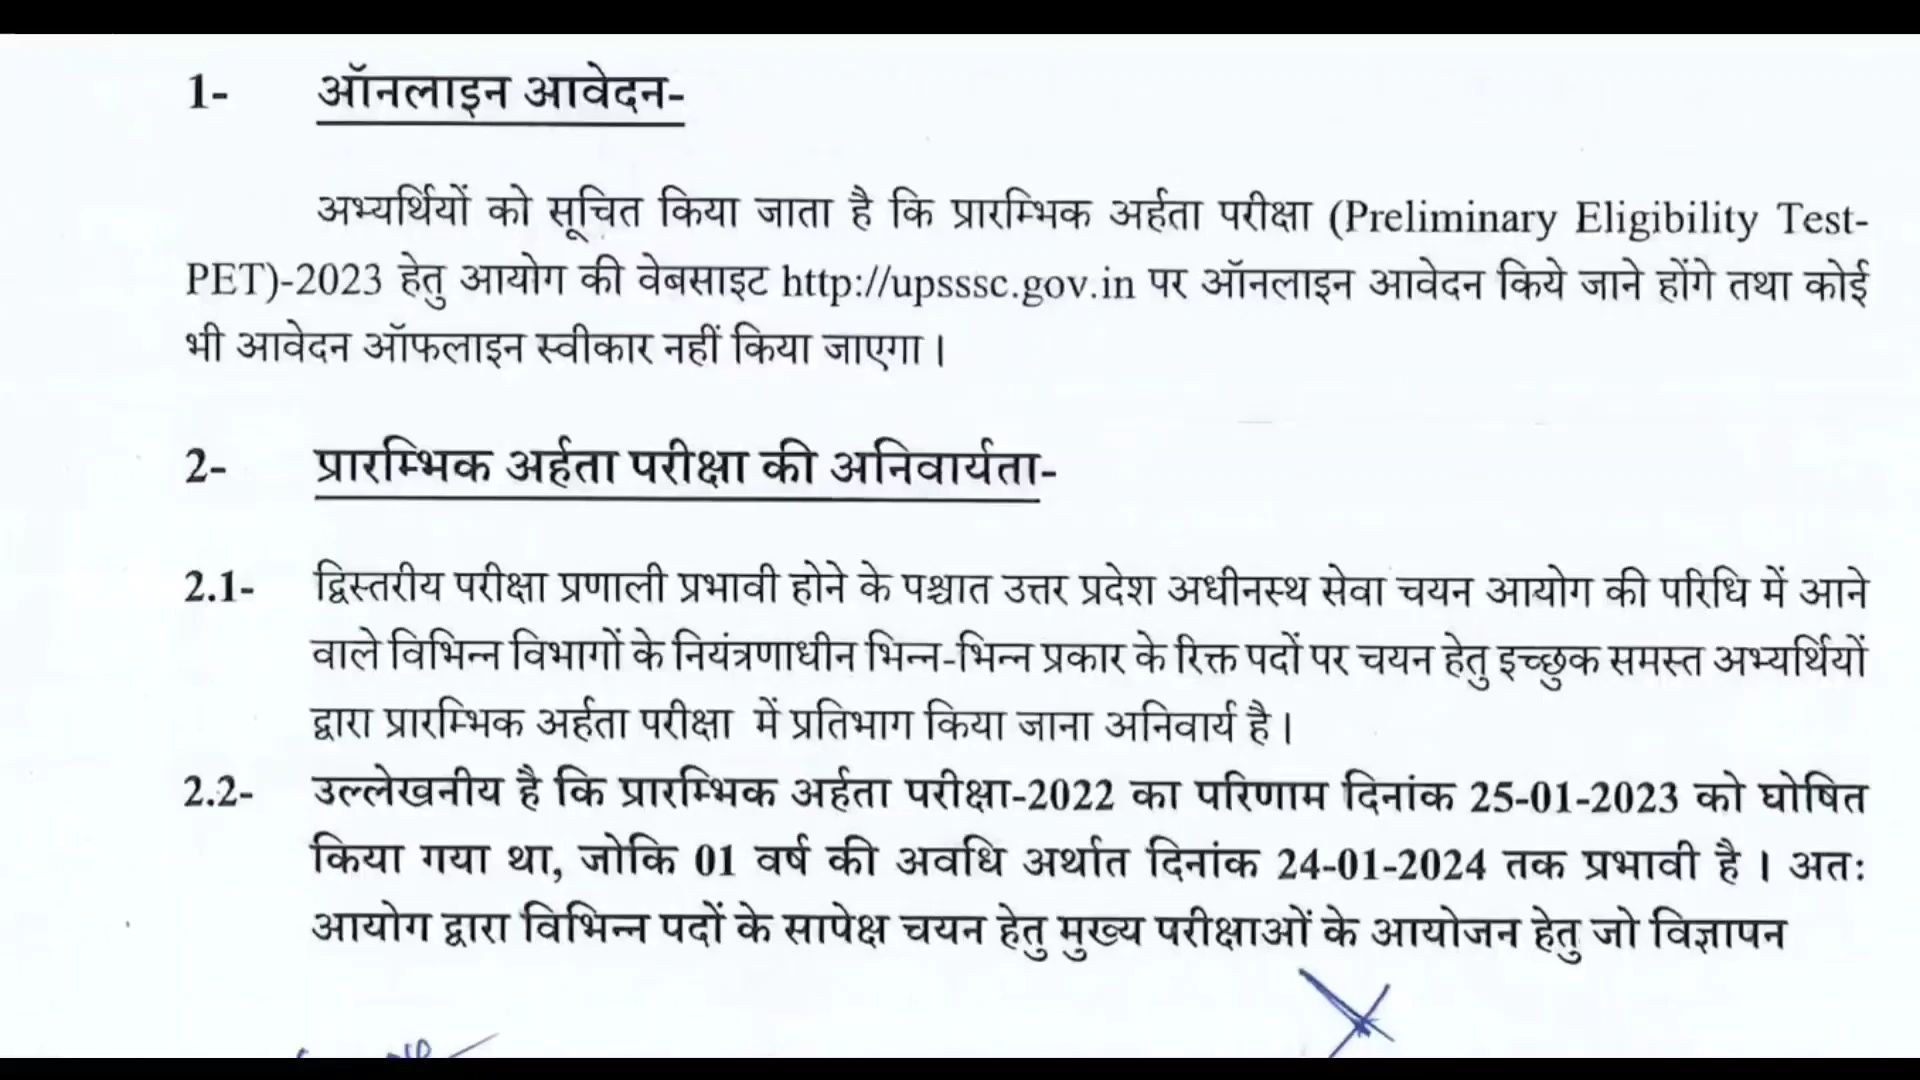 1- ऑनलाइन आवेदन-
अभ्यर्थियों को सूचित किया जाता है कि प्रारम्भिक अर्हता परीक्षा (Preliminary Eligibility Test-
PET)-2023 हेतु आयोग की वेबसाइट http://upsssc.gov.in पर ऑनलाइन आवेदन किये जाने होंगे तथा कोई
भी आवेदन ऑफलाइन स्वीकार नहीं किया जाएगा।
2- प्रारम्भिक अर्हता परीक्षा की अनिवार्यता-
2.1- द्विस्तरीय परीक्षा प्रणाली प्रभावी होने के पश्चात उत्तर प्रदेश अधीनस्थ सेवा चयन आयोग की परिधि में आने
वाले विभिन्न विभागों के नियंत्रणाधीन भिन्न-भिन्न प्रकार के रिक्त पदों पर चयन हेतु इच्छुक समस्त अभ्यर्थियों
द्वारा प्रारम्भिक अर्हता परीक्षा में प्रतिभाग किया जाना अनिवार्य है।
2.2- उल्लेखनीय है कि प्रारम्भिक अर्हता परीक्षा-2022 का परिणाम दिनांक 25-01-2023 को घोषित
किया गया था, जोकि 01 वर्ष की अवधि अर्थात दिनांक 24-01-2024 तक प्रभावी है। अतः
आयोग द्वारा विभिन्न पदों के सापेक्ष चयन हेतु मुख्य परीक्षाओं के आयोजन हेतु जो विज्ञापन